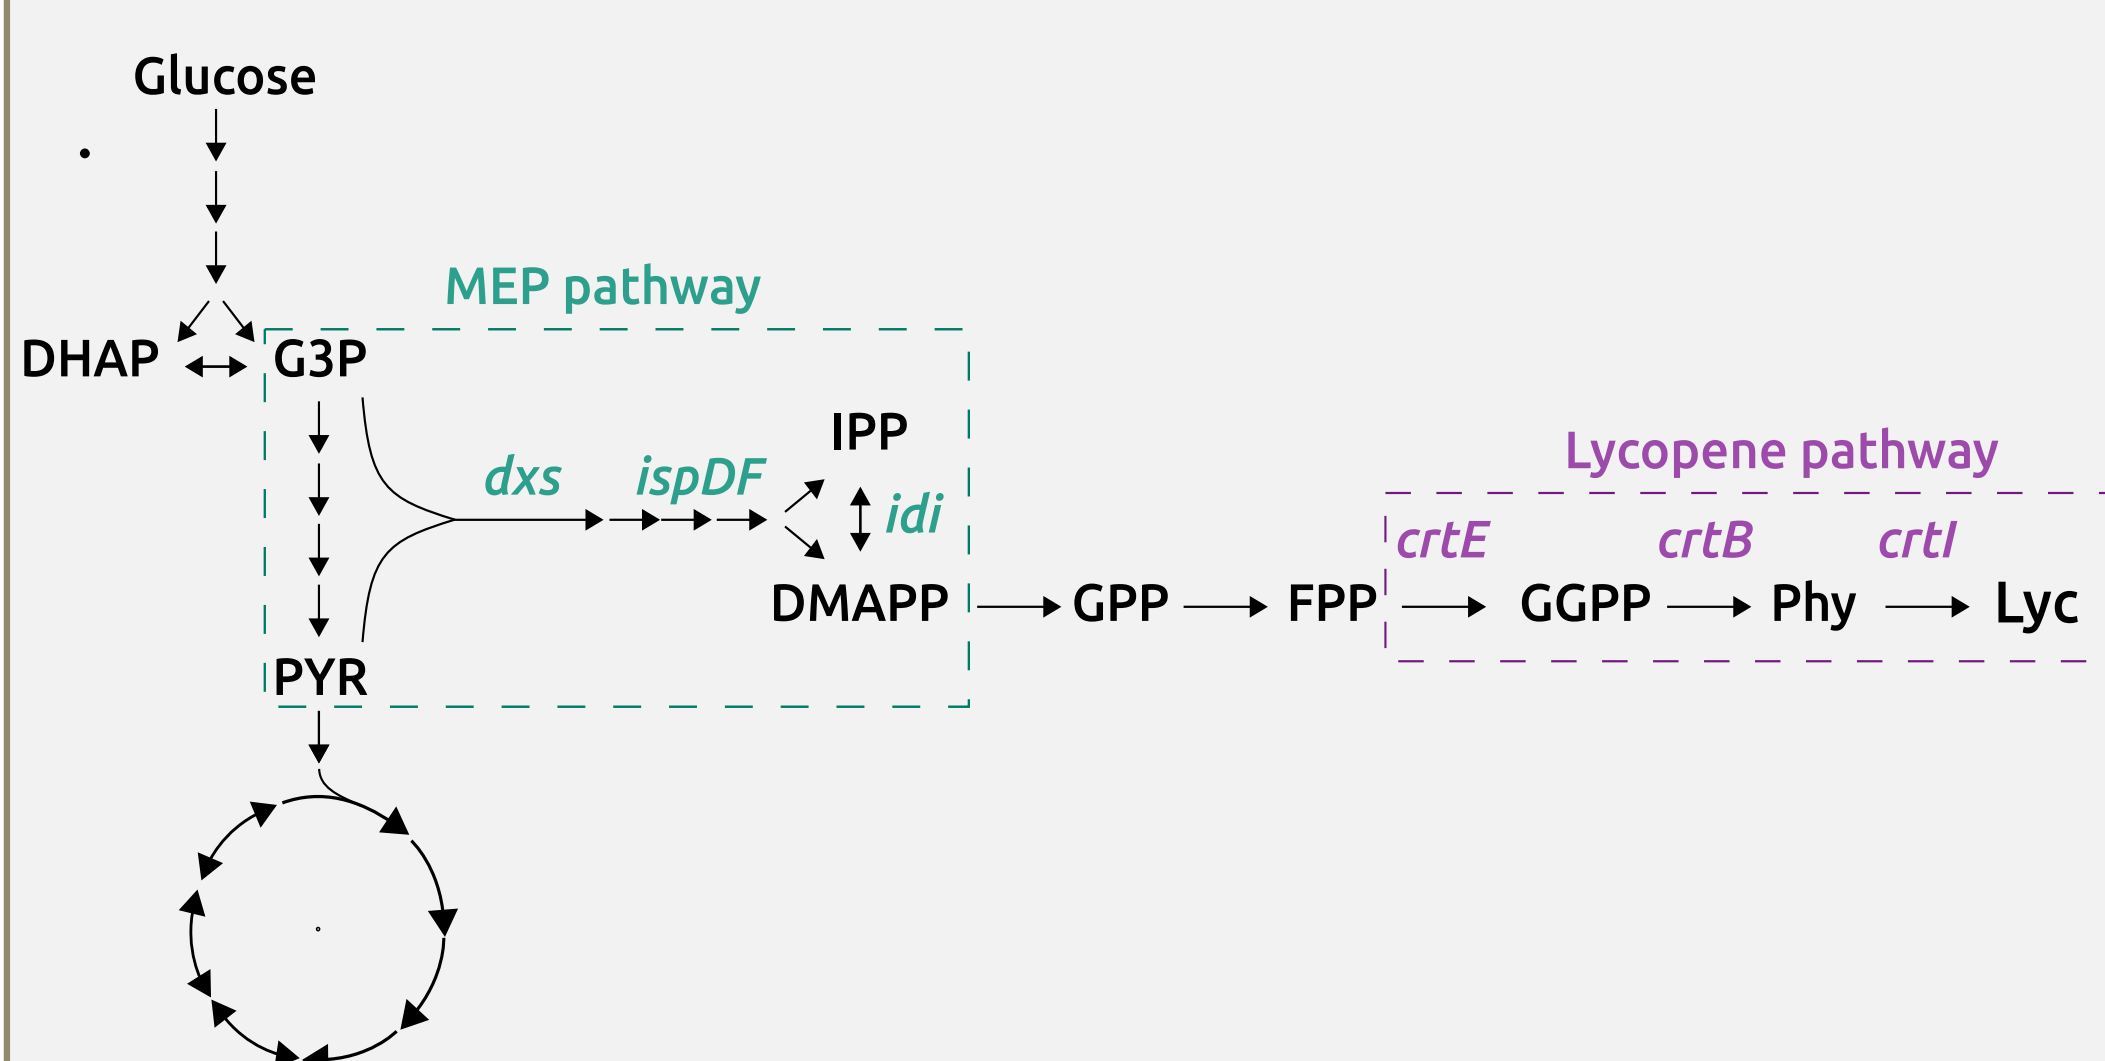 Glucose
MEP pathway
DHAP
G3P
IPP
Lycopene pathway
dxs
ispDF
idi
crtE
crtB
crtI
DMAPP
GPP
FPP
GGPP
Phy
Lyc
PYR